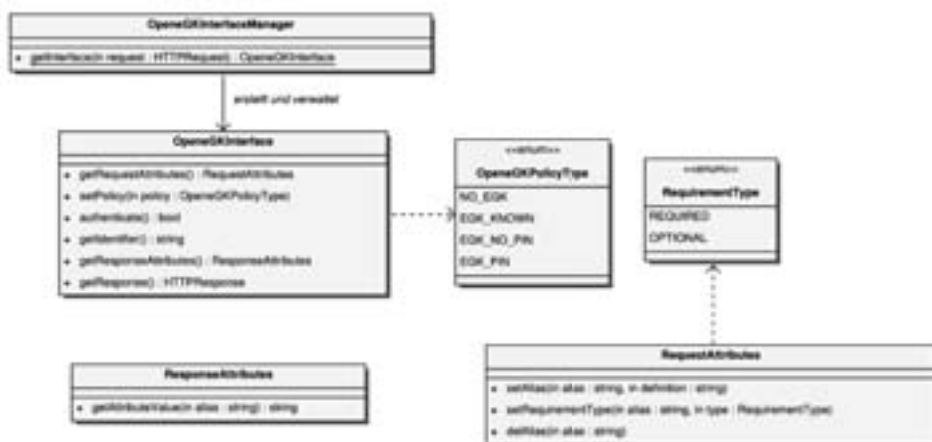 OpeneGKInterfaceManager
+ getInterface(in request : HTTPRequest) : OpeneGKInterface
erstellt und verwaltet
OpeneGKInterface
+ getRequestAttributes() : RequestAttributes
+ setPolicy(in policy : OpeneGKPolicyType)
+ authenticate() : bool
+ getIdentifier() : string
+ getResponseAttributes() : ResponseAttributes
+ getResponse() : HTTPResponse
<<enum>>
OpeneGKPolicyType
NO_EGK
EGK_KNOWN
EGK_NO_PIN
EGK_PIN
<<enum>>
RequirementType
REQUIRED
OPTIONAL
ResponseAttributes
+ getAttributeValue(in alias : string) : string
RequestAttributes
+ setAlias(in alias : string, in definition : string)
+ setRequirementType(in alias : string, in type : RequirementType)
+ delAlias(in alias : string)